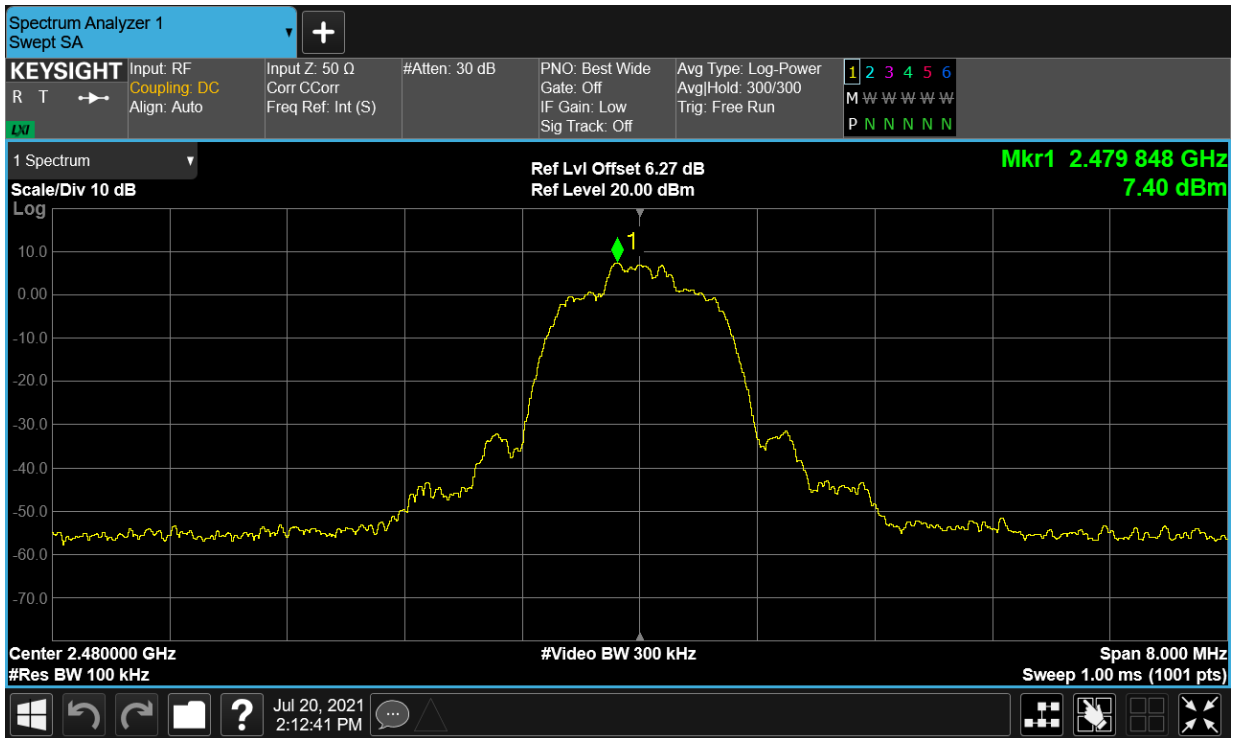 Spectrum Analyzer 1
Swept SA
+
KEYSIGHT
R T
LXI
Input: RF
Coupling: DC
Align: Auto
Input Z: 50 Ω
Corr CCorr
Freq Ref: Int (S)
#Atten: 30 dB
PNO: Best Wide
Gate: Off
IF Gain: Low
Sig Track: Off
Avg Type: Log-Power
Avg|Hold: 300/300
Trig: Free Run
1 2 3 4 5 6
M W W W W W
P N N N N N
1 Spectrum
Scale/Div 10 dB
Log
Ref Lvl Offset 6.27 dB
Ref Level 20.00 dBm
Mkr1 2.479 848 GHz
7.40 dBm
1
10.0
0.00
-10.0
-20.0
-30.0
-40.0
-50.0
-60.0
-70.0
Center 2.480000 GHz
#Res BW 100 kHz
#Video BW 300 kHz
Span 8.000 MHz
Sweep 1.00 ms (1001 pts)
?
Jul 20, 2021
2:12:41 PM